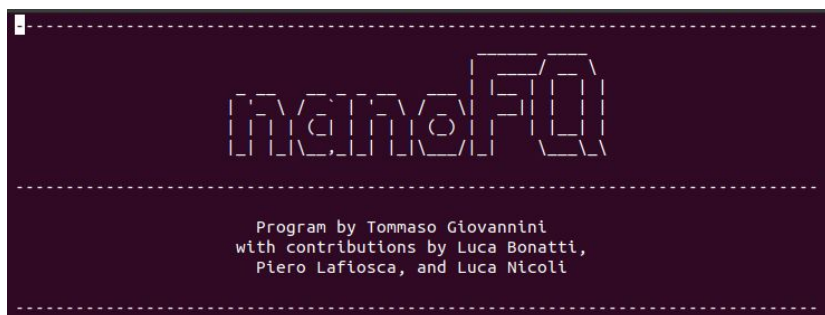 nanoFQ
Program by Tommaso Giovannini
with contributions by Luca Bonatti,
Piero Lafiosca, and Luca Nicoli